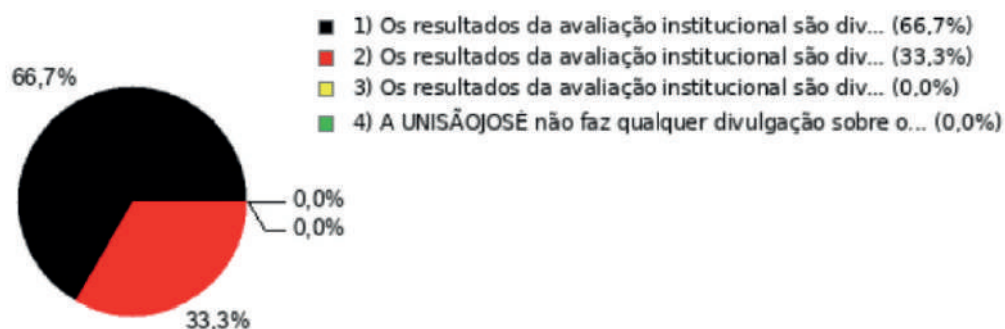 1) Os resultados da avaliação institucional são div... (66,7%)
2) Os resultados da avaliação institucional são div... (33,3%)
3) Os resultados da avaliação institucional são div... (0,0%)
4) A UNISÃOJOSÉ não faz qualquer divulgação sobre o... (0,0%)
66,7%
0,0%
0,0%
33,3%